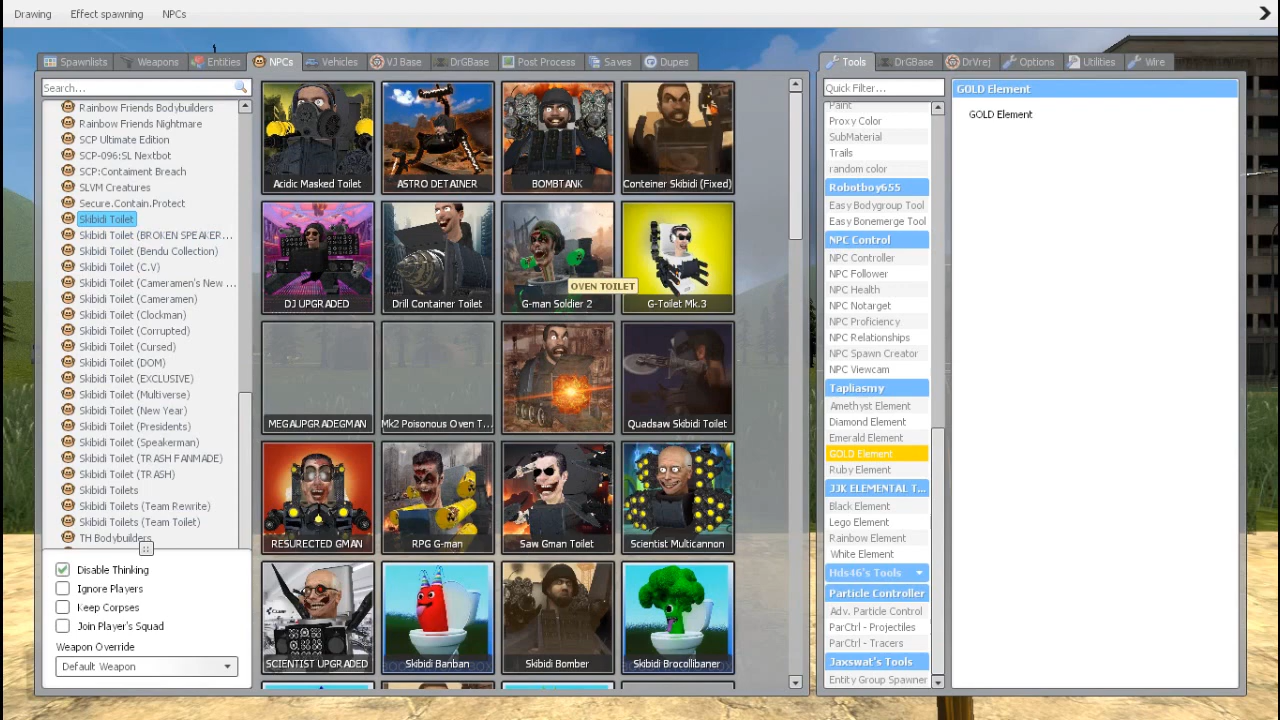 Drawing Effect spawning NPCs
Spawnlists Weapons Entities NPCs Vehicles VJ Base DrGBase Post Process Saves Dupes
Search...
Rainbow Friends Bodybuilders
Rainbow Friends Nightmare
SCP Ultimate Edition
SCP-096:SL Nextbot
SCP:Containment Breach
SLVM Creatures
Secure.Contain.Protect
Skibidi Toilet
Skibidi Toilet (BROKEN SPEAKER...
Skibidi Toilet (Bendu Collection)
Skibidi Toilet (C.V)
Skibidi Toilet (Cameramen's New ...
Skibidi Toilet (Cameramen)
Skibidi Toilet (Clockman)
Skibidi Toilet (Corrupted)
Skibidi Toilet (Cursed)
Skibidi Toilet (DOM)
Skibidi Toilet (EXCLUSIVE)
Skibidi Toilet (Multiverse)
Skibidi Toilet (New Year)
Skibidi Toilet (Presidents)
Skibidi Toilet (Speakerman)
Skibidi Toilet (TRASH FANMADE)
Skibidi Toilet (TRASH)
Skibidi Toilets
Skibidi Toilets (Team Rewrite)
Skibidi Toilets (Team Toilet)
TH Bodybuilders
Disable Thinking
Ignore Players
Keep Corpses
Join Player's Squad
Weapon Override
Default Weapon
Acidic Masked Toilet ASTRO DETAINER BOMBTANK Conteiner Skibidi (Fixed)
DJ UPGRADED Drill Container Toilet G-man Soldier 2 G-Toilet Mk.3
OVEN TOILET
MEGAUPGRADEGMAN Mk2 Poisonous Oven T... Quadsaw Skibidi Toilet
RESURECTED GMAN RPG G-man Saw Gman Toilet Scientist Multicannon
SCIENTIST UPGRADED Skibidi Banban Skibidi Bomber Skibidi Brocollibaner
Tools DrGBase DrVrej Options Utilities Wire
Quick Filter...
Paint
Proxy Color
SubMaterial
Trails
random color
Robotboy655
Easy Bodygroup Tool
Easy Bonemerge Tool
NPC Control
NPC Controller
NPC Follower
NPC Health
NPC Notarget
NPC Proficiency
NPC Relationships
NPC Spawn Creator
NPC Viewcam
Tapliasmy
Amethyst Element
Diamond Element
Emerald Element
GOLD Element
Ruby Element
JJK ELEMENTAL T...
Black Element
Lego Element
Rainbow Element
White Element
Hds46's Tools
Particle Controller
Adv. Particle Control
ParCtrl - Projectiles
ParCtrl - Tracers
Jaxswat's Tools
Entity Group Spawner
GOLD Element
GOLD Element